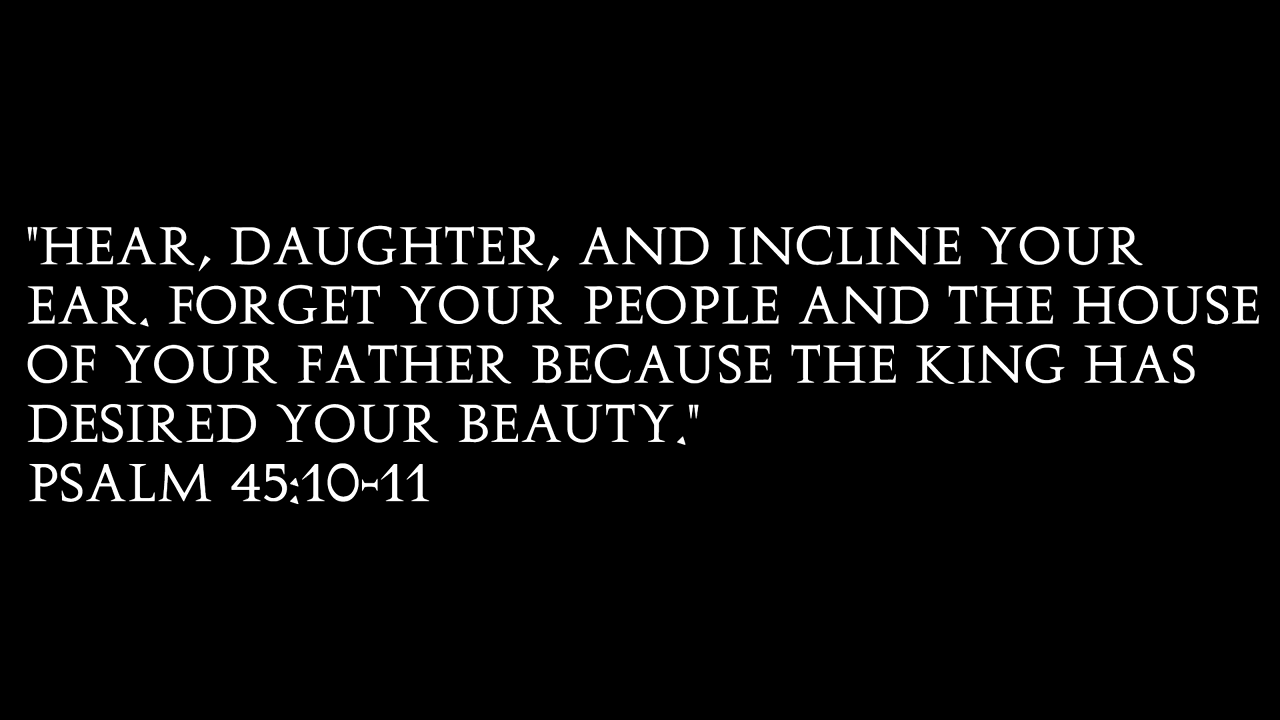 "HEAR, DAUGHTER, AND INCLINE YOUR
EAR. FORGET YOUR PEOPLE AND THE HOUSE
OF YOUR FATHER BECAUSE THE KING HAS
DESIRED YOUR BEAUTY."
PSALM 45:10-11